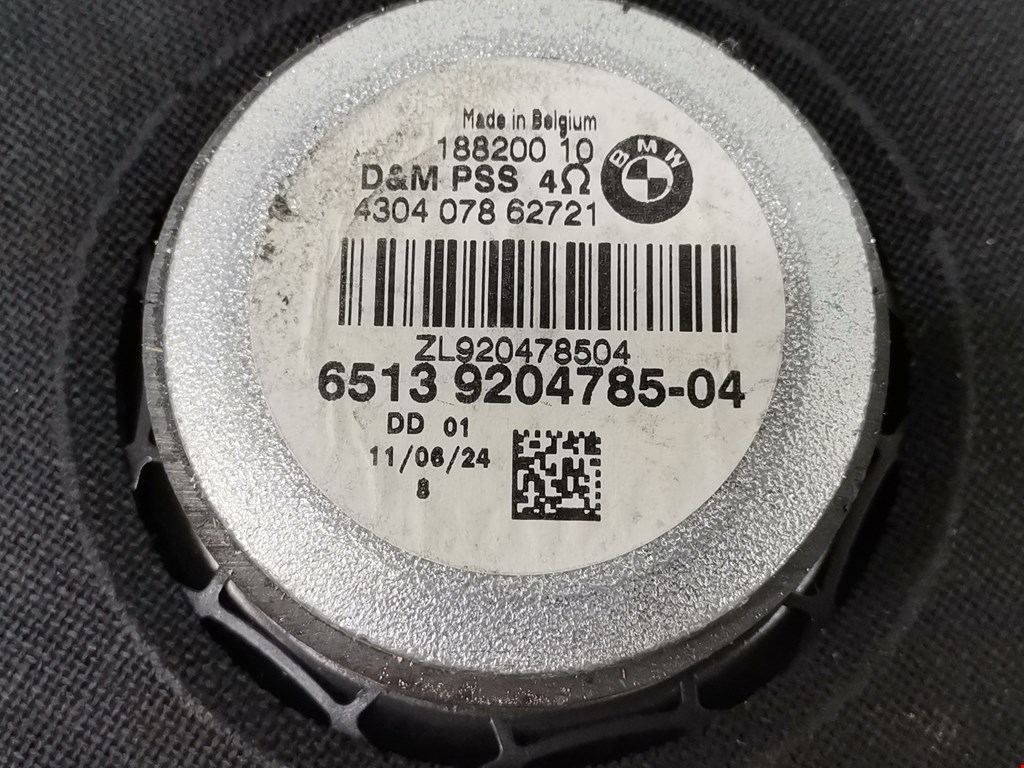 Made in Belgium
188200 10
D&M PSS 4Ω
4304 078 62721
BMW
ZL920478504
6513 9204785-04
DD 01
11/06/24
8